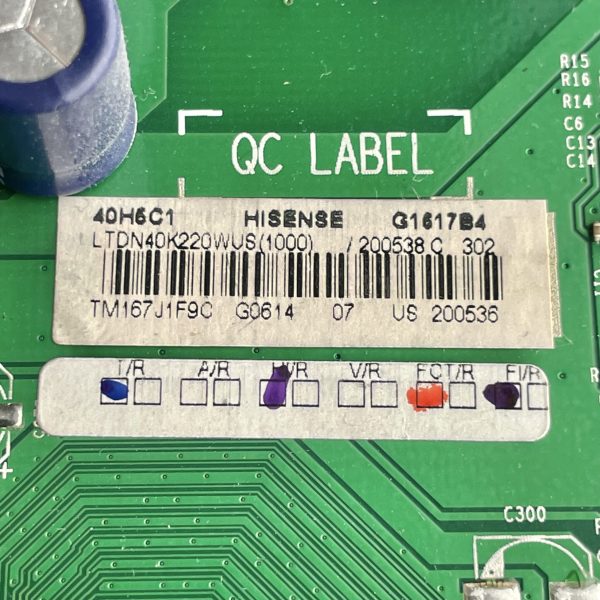 R15
R16
R14
C6
C13
C14
QC LABEL
40H6C1 HISENSE G1617B4
LTDN40K220WUS(1000) /200538 C 302
TM167J1F9C G0614 07 US 200536
T/R A/R H/R V/R FCT/R FI/R
C300